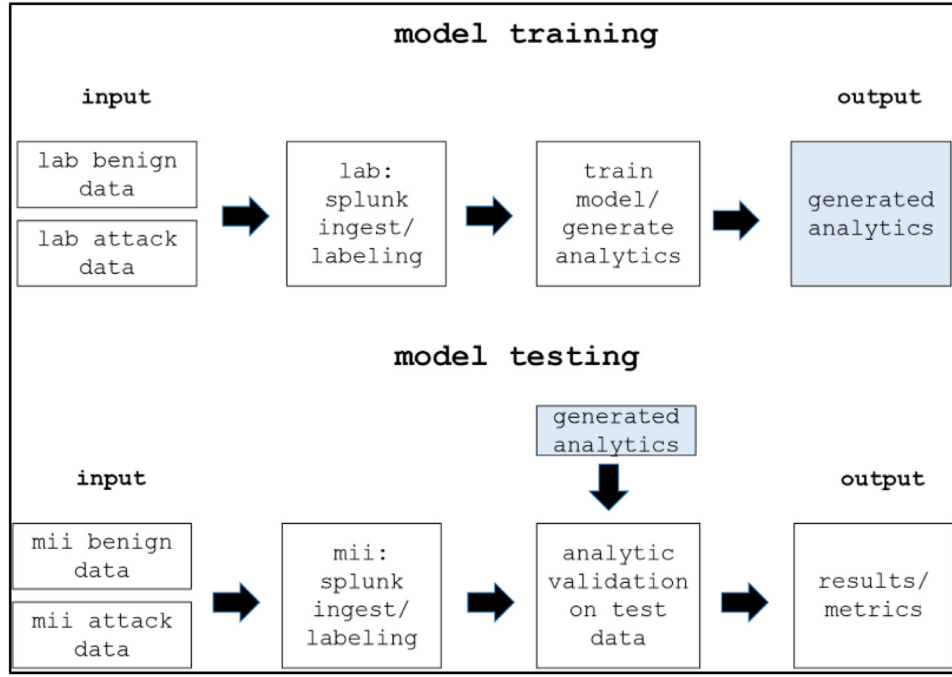 model training
input
output
lab benign
data
lab attack
data
lab:
splunk
ingest/
labeling
train
model/
generate
analytics
generated
analytics
model testing
generated
analytics
input
output
mii benign
data
mii attack
data
mii:
splunk
ingest/
labeling
analytic
validation
on test
data
results/
metrics